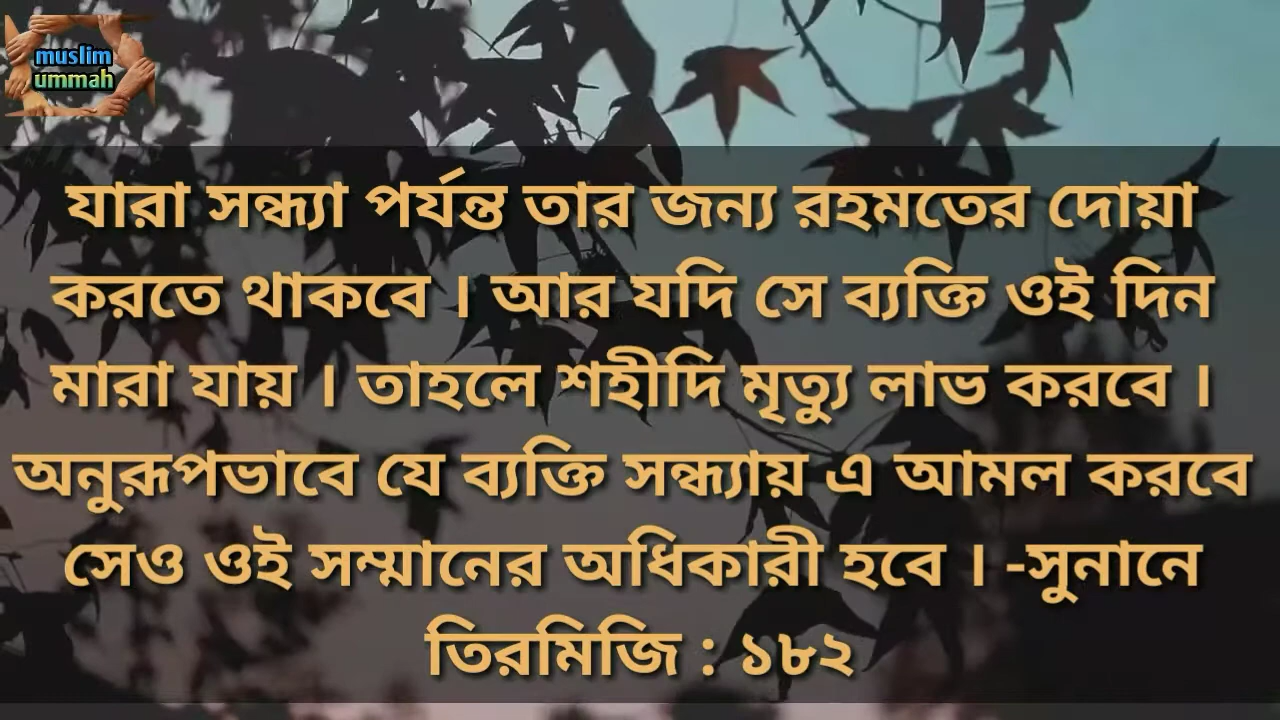 muslim
ummah
যারা সন্ধ্যা পর্যন্ত তার জন্য রহমতের দোয়া
করতে থাকবে । আর যদি সে ব্যক্তি ওই দিন
মারা যায় । তাহলে শহীদি মৃত্যু লাভ করবে ।
অনুরূপভাবে যে ব্যক্তি সন্ধ্যায় এ আমল করবে
সেও ওই সম্মানের অধিকারী হবে । -সুনানে
তিরমিজি : ১৮২